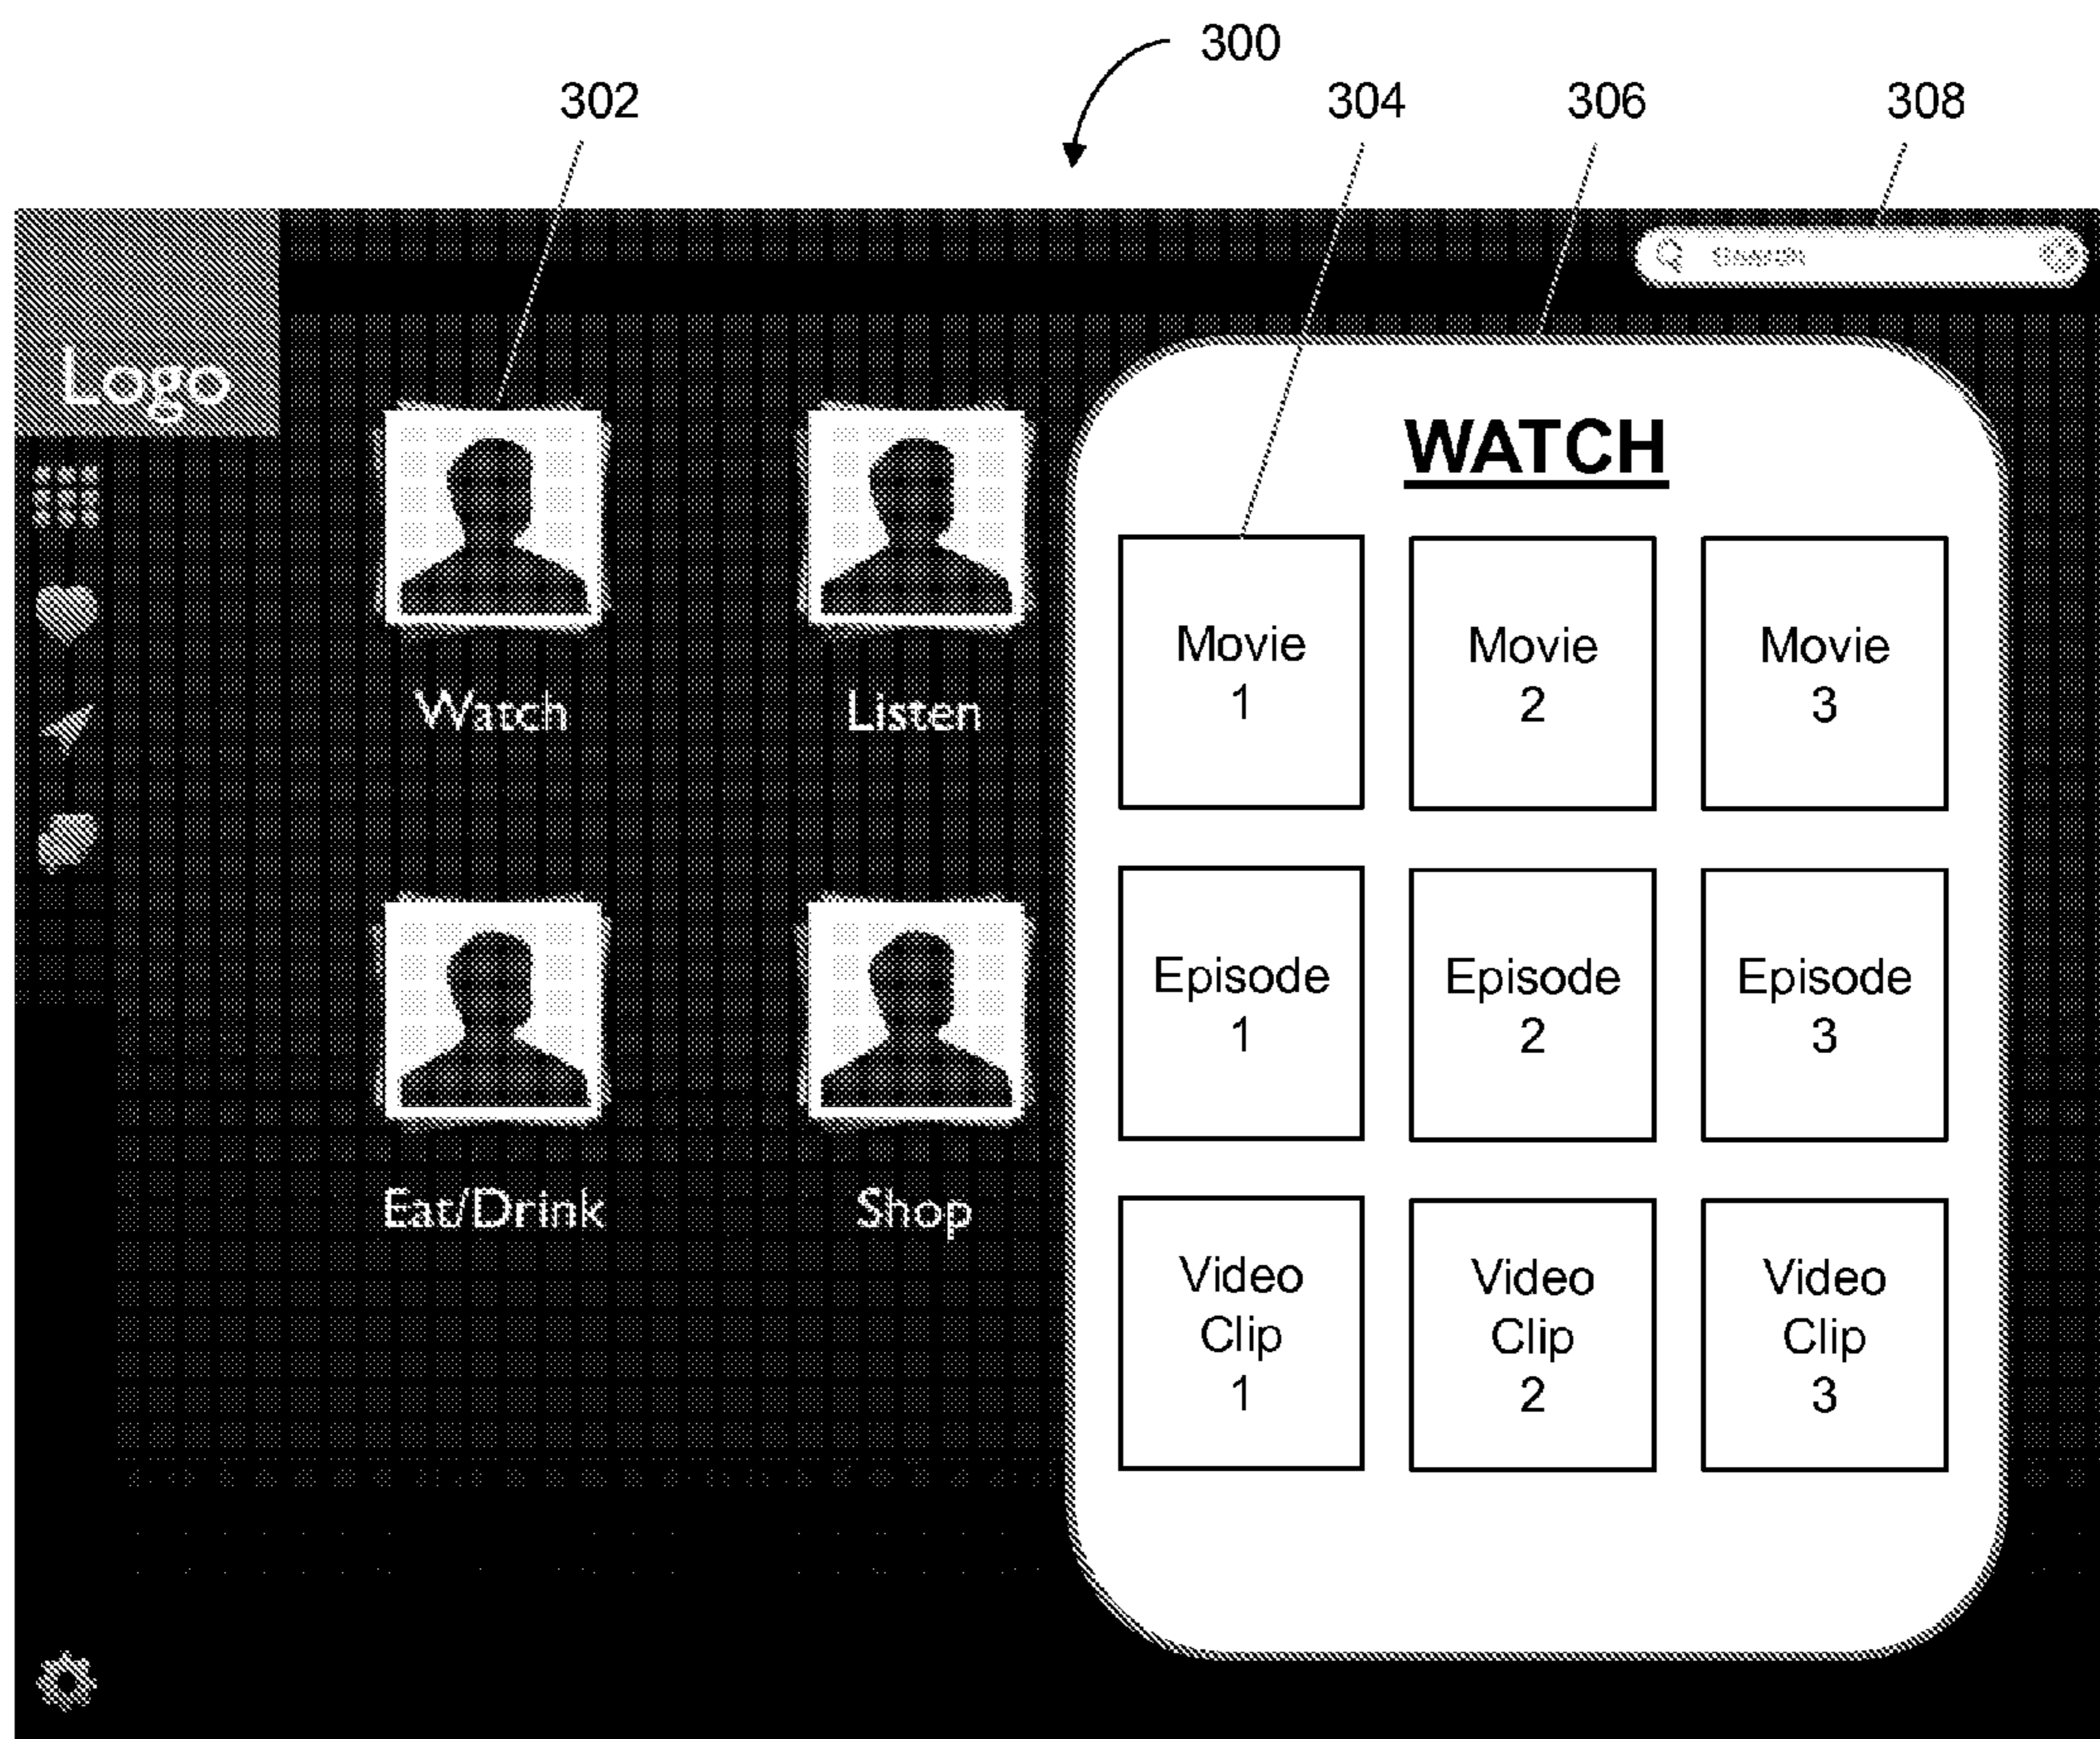 300
302
304
306
308
Search
Logo
WATCH
Watch
Listen
Movie
1
Movie
2
Movie
3
Episode
1
Episode
2
Episode
3
Eat/Drink
Shop
Video
Clip
1
Video
Clip
2
Video
Clip
3